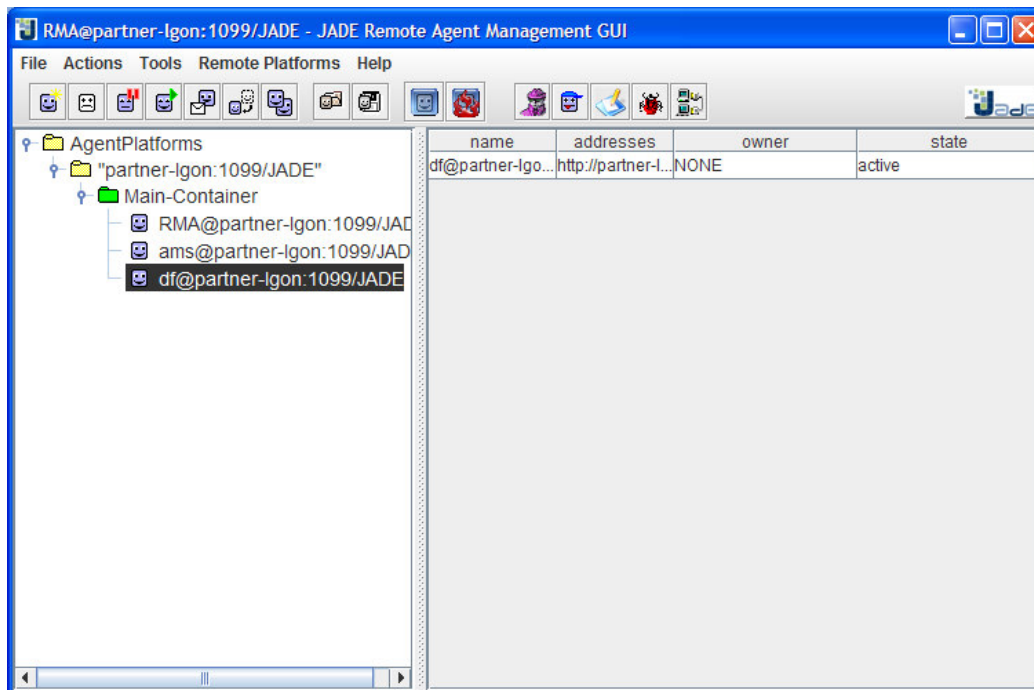 RMA@partner-lgon:1099/JADE - JADE Remote Agent Management GUI
File Actions Tools Remote Platforms Help
Jade
AgentPlatforms
"partner-lgon:1099/JADE"
Main-Container
RMA@partner-lgon:1099/JAD
ams@partner-lgon:1099/JAD
df@partner-lgon:1099/JADE
name addresses owner state
df@partner-lgo... http://partner-l... NONE active